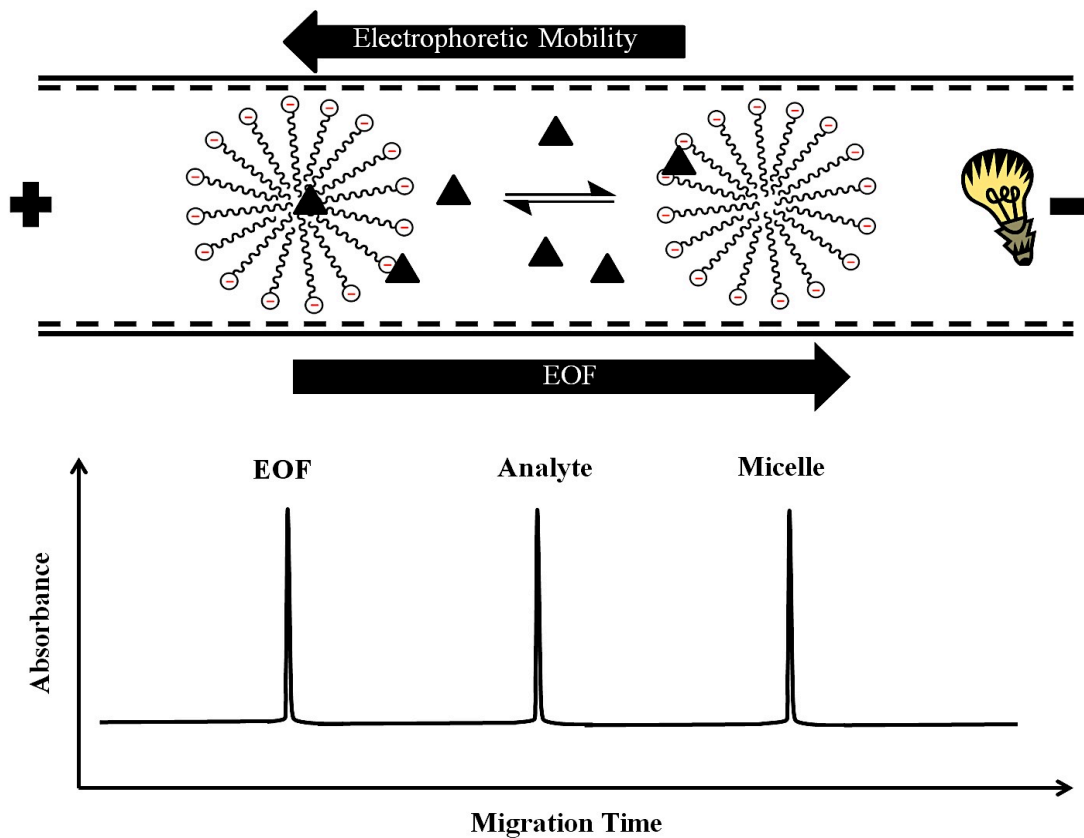 Electrophoretic Mobility
EOF
EOF
Analyte
Micelle
Absorbance
Migration Time